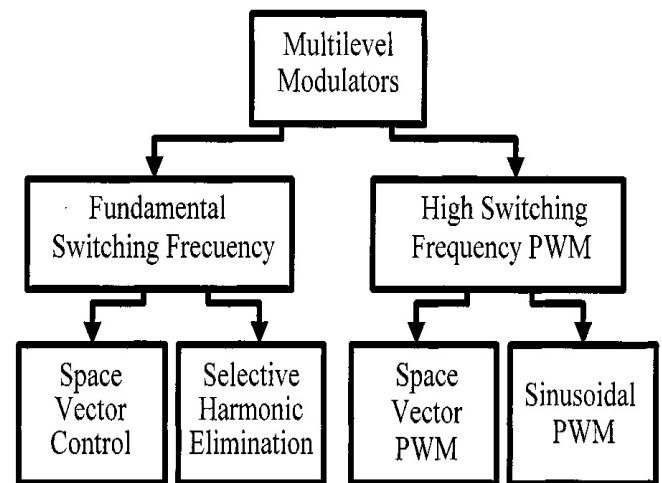 Multilevel
Modulators
Fundamental
Switching Frecuency
High Switching
Frequency PWM
Space
Vector
Control
Selective
Harmonic
Elimination
Space
Vector
PWM
Sinusoidal
PWM